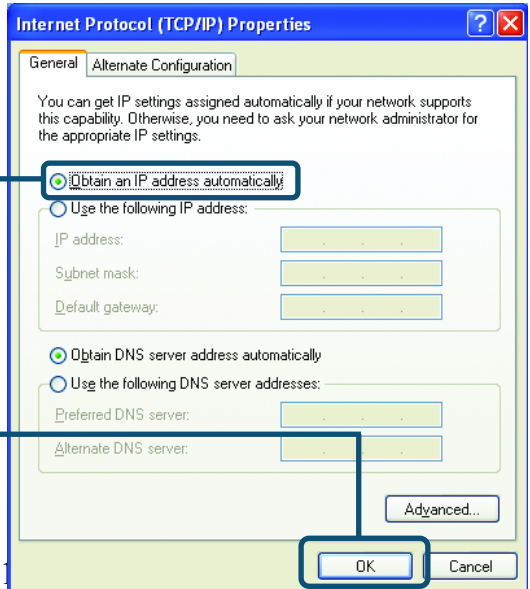 Internet Protocol (TCP/IP) Properties
General
Alternate Configuration
You can get IP settings assigned automatically if your network supports
this capability. Otherwise, you need to ask your network administrator for
the appropriate IP settings.
Obtain an IP address automatically
Use the following IP address:
IP address:
Subnet mask:
Default gateway:
Obtain DNS server address automatically
Use the following DNS server addresses:
Preferred DNS server:
Alternate DNS server:
Advanced...
OK
Cancel